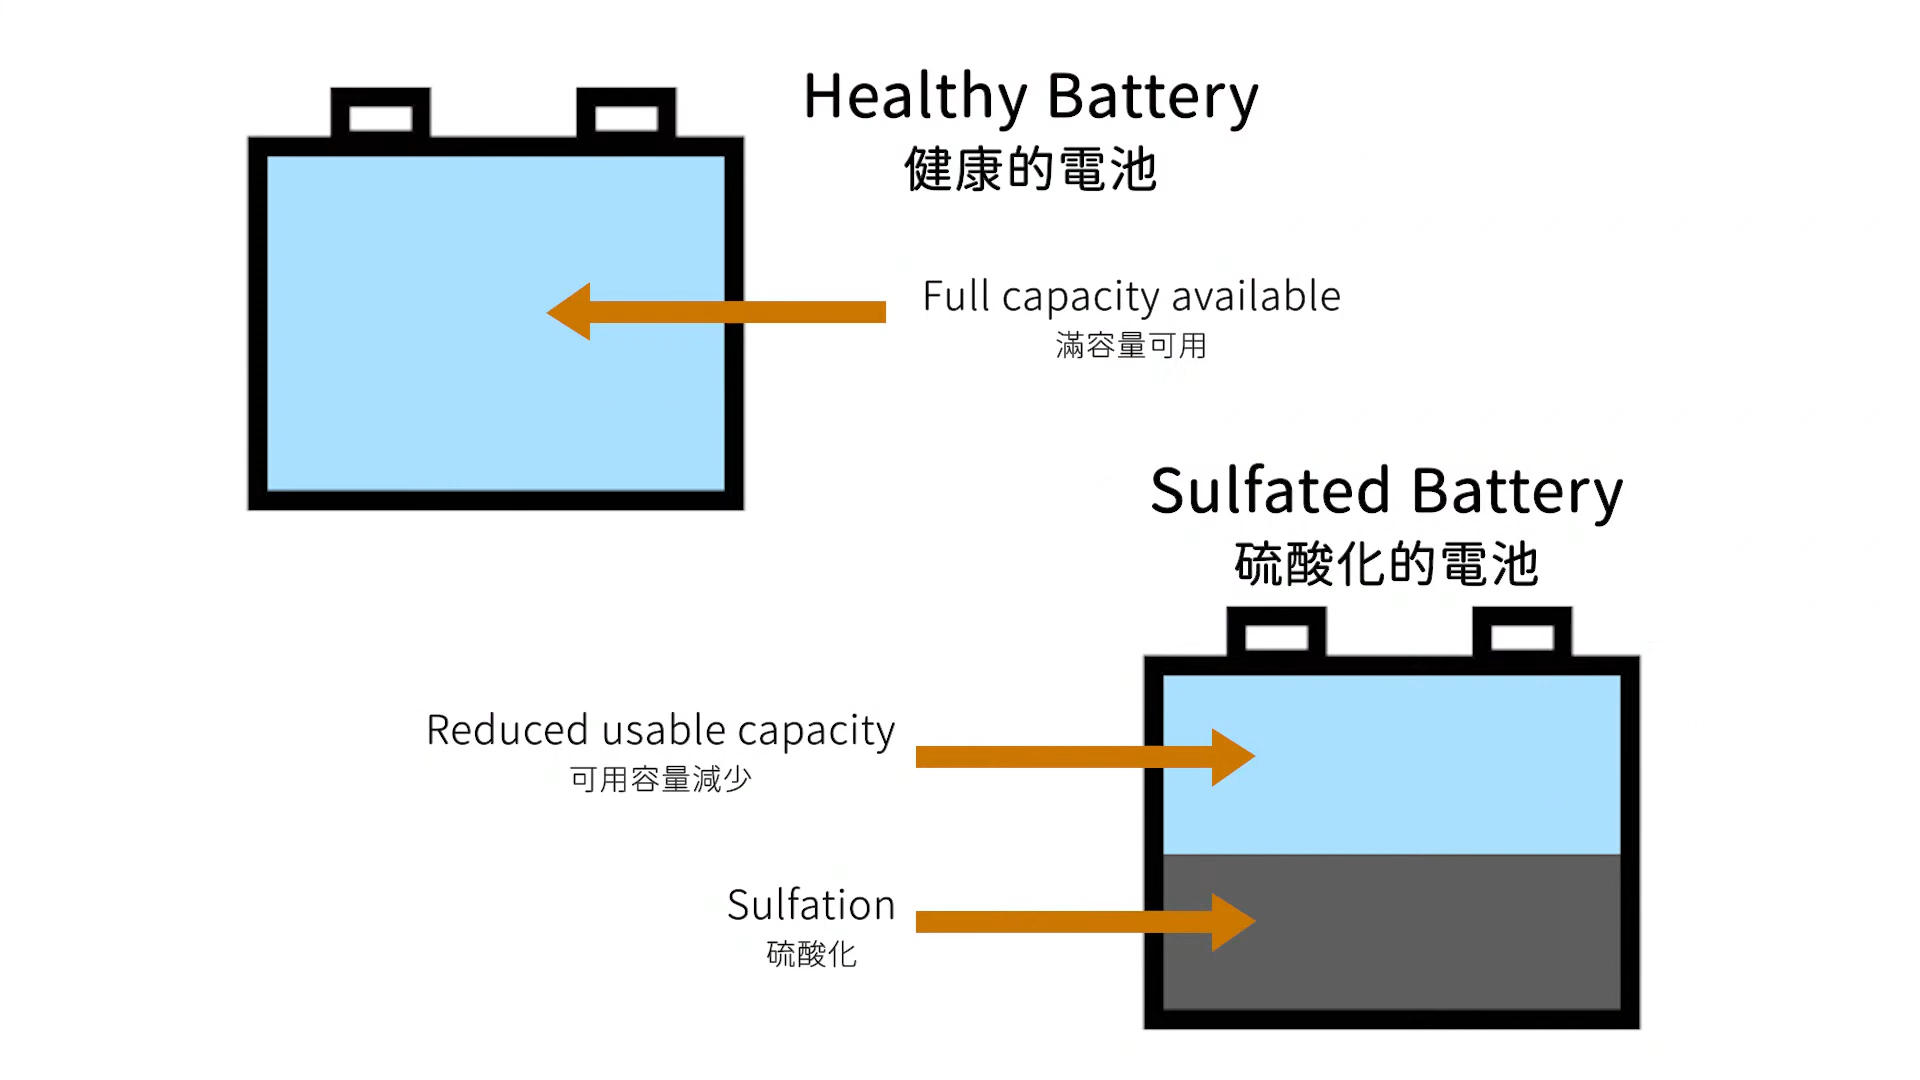 Healthy Battery
健康的電池
Full capacity available
滿容量可用
Sulfated Battery
硫酸化的電池
Reduced usable capacity
可用容量減少
Sulfation
硫酸化